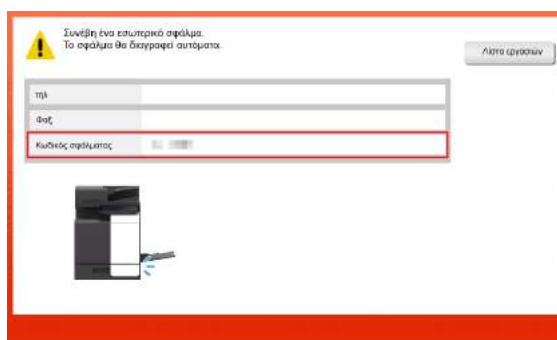 Συνέβη ένα εσωτερικό σφάλμα.
Το σφάλμα θα διαγραφεί αυτόματα.
Λίστα εργασιών
τηλ
Φαξ
Κωδικός σφάλματος